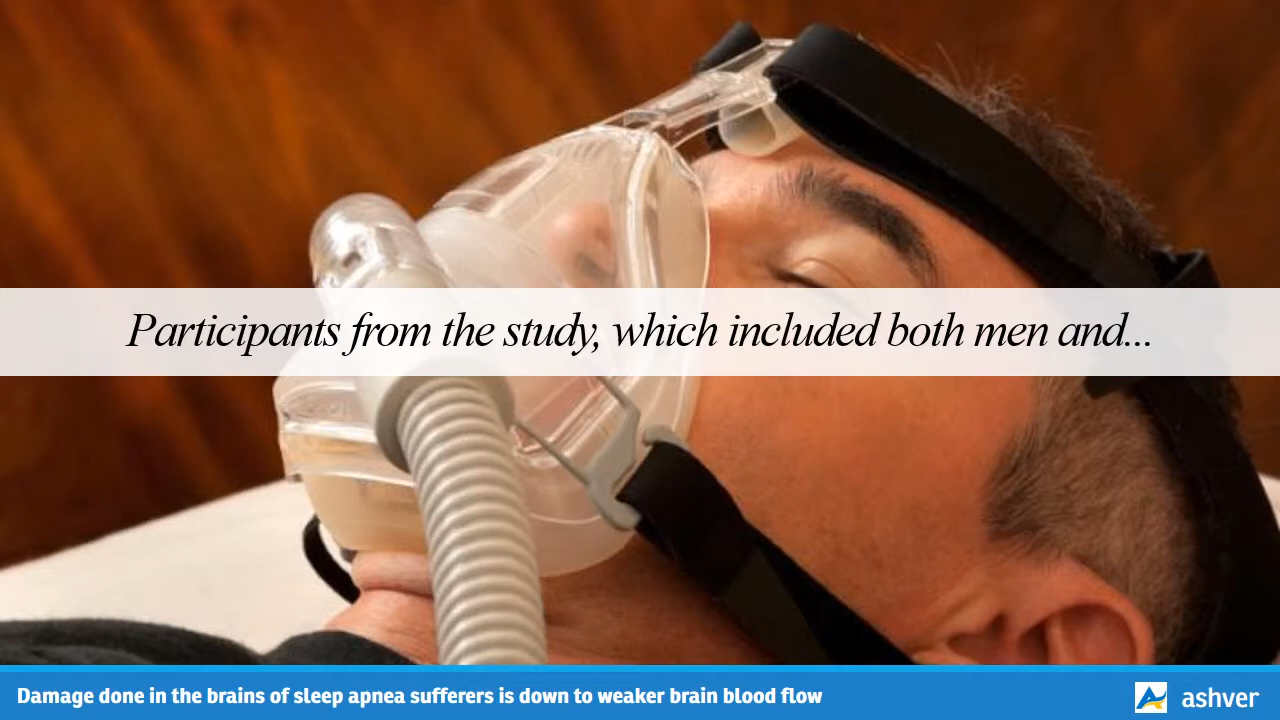 Participants from the study, which included both men and...
Damage done in the brains of sleep apnea sufferers is down to weaker brain blood flow
ashver